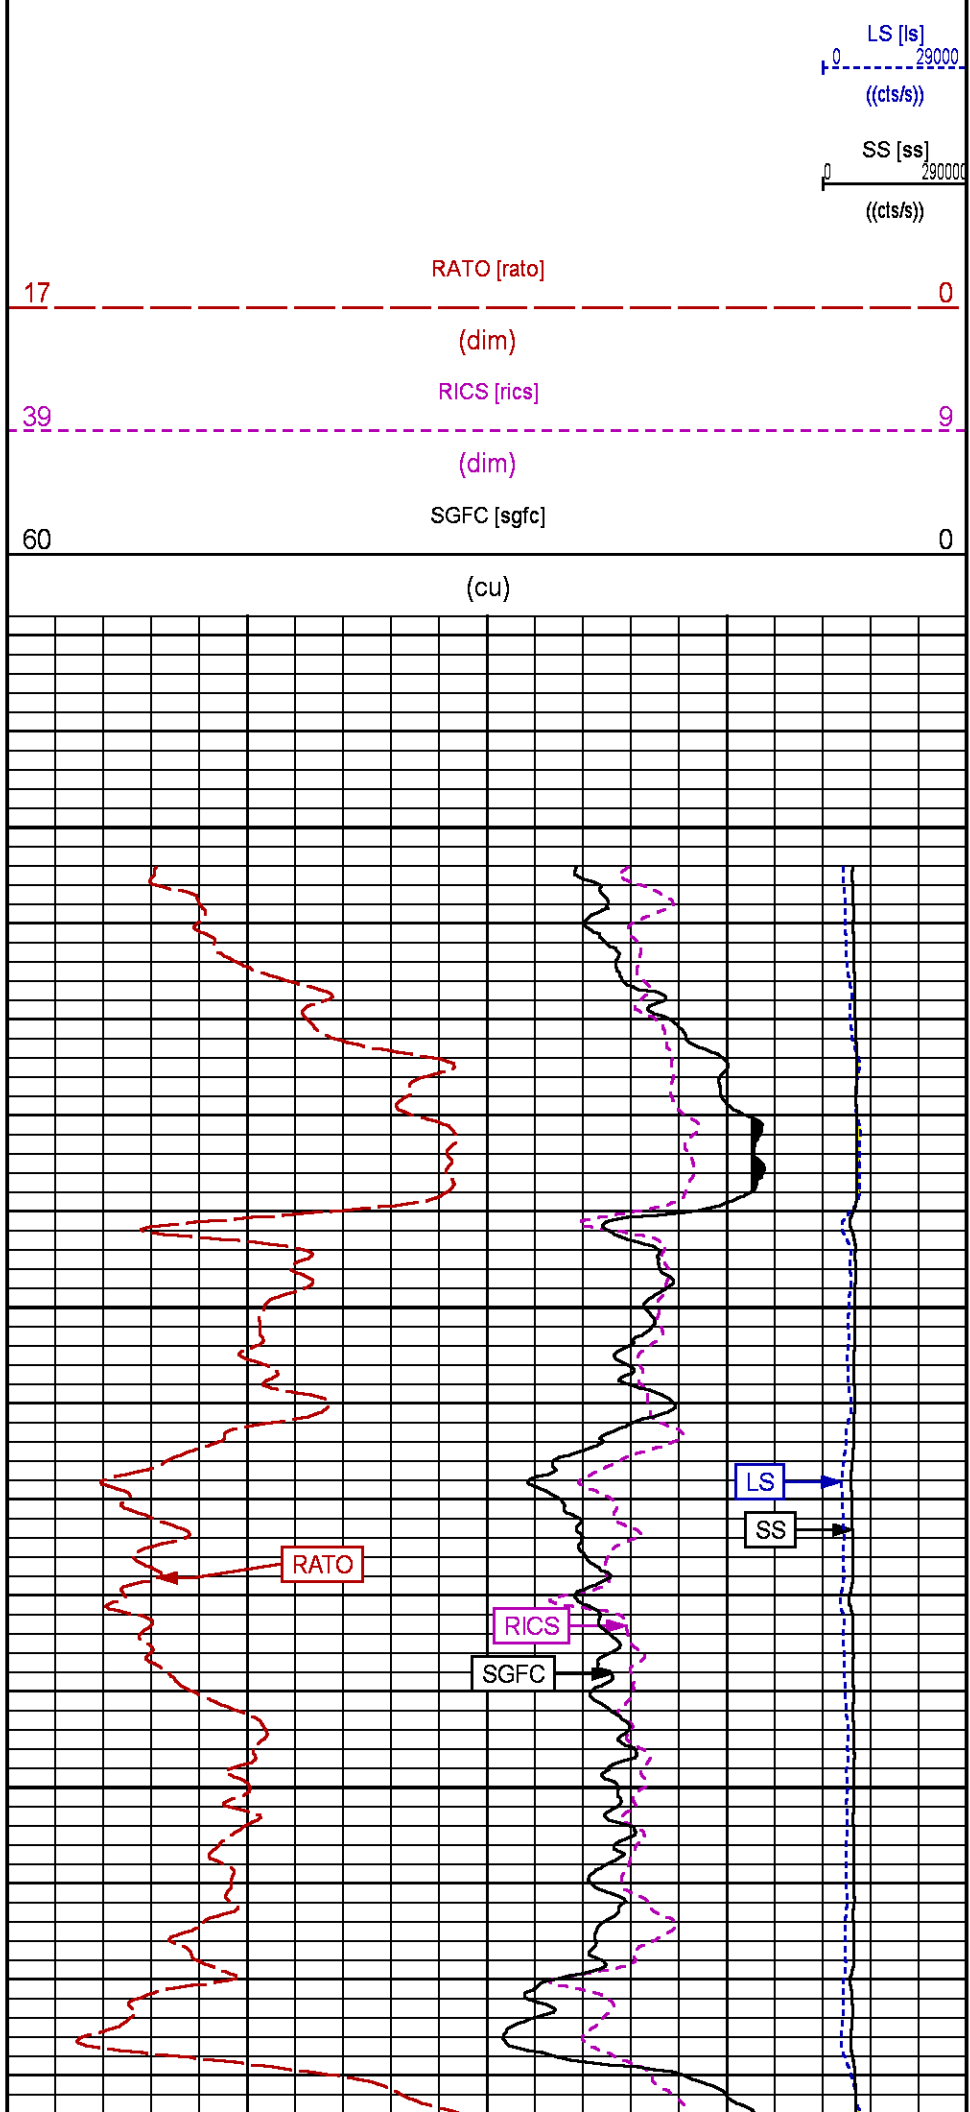 LS [ls]
0 29000
((cts/s))
SS [ss]
0 290000
((cts/s))
RATO [rato]
17 0
(dim)
RICS [rics]
39 9
(dim)
SGFC [sgfc]
60 0
(cu)
LS
SS
RATO
RICS
SGFC